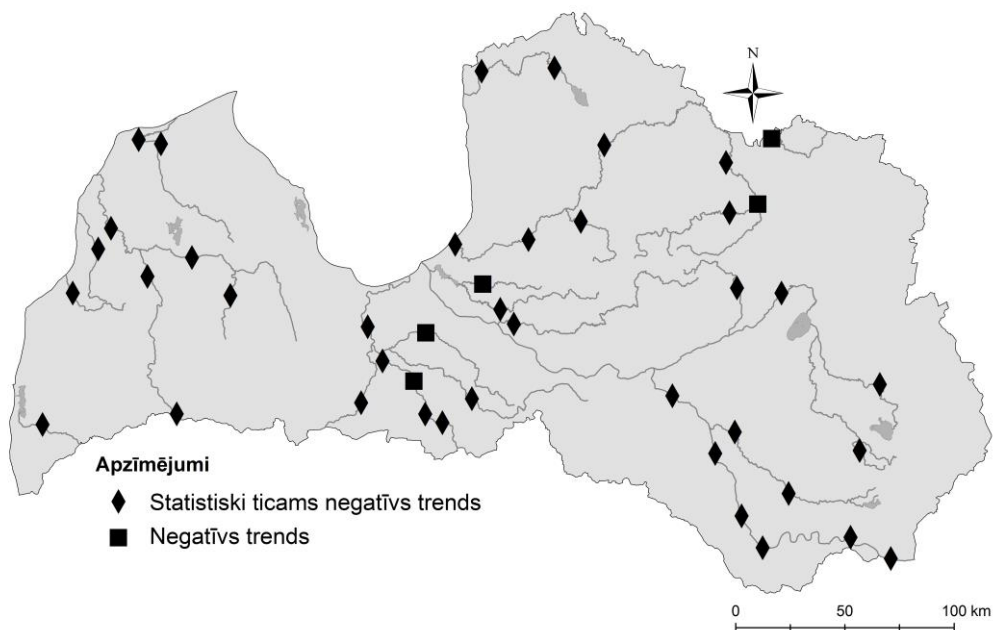 N
Apzīmējumi
Statistiski ticams negatīvs trends
Negatīvs trends
0 50 100 km